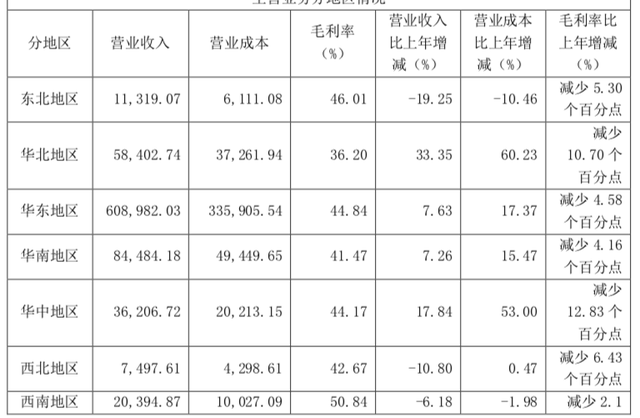 分地区 营业收入 营业成本 毛利率（%） 营业收入比上年增减（%） 营业成本比上年增减（%） 毛利率比上年增减（%）
东北地区 11,319.07 6,111.08 46.01 -19.25 -10.46 减少 5.30 个百分点
华北地区 58,402.74 37,261.94 36.20 33.35 60.23 减少 10.70 个百分点
华东地区 608,982.03 335,905.54 44.84 7.63 17.37 减少 4.58 个百分点
华南地区 84,484.18 49,449.65 41.47 7.26 15.47 减少 4.16 个百分点
华中地区 36,206.72 20,213.15 44.17 17.84 53.00 减少 12.83 个百分点
西北地区 7,497.61 4,298.61 42.67 -10.80 0.47 减少 6.43 个百分点
西南地区 20,394.87 10,027.09 50.84 -6.18 -1.98 减少 2.1